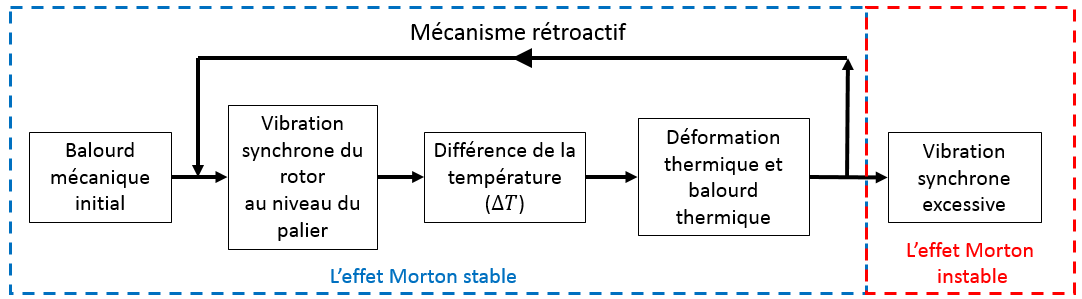 Mécanisme rétroactif
Balourd
mécanique
initial
Vibration
synchrone du
rotor
au niveau du
palier
Différence de la
température
(ΔT)
Déformation
thermique et
balourd
thermique
Vibration
synchrone
excessive
L'effet Morton stable
L'effet Morton
instable